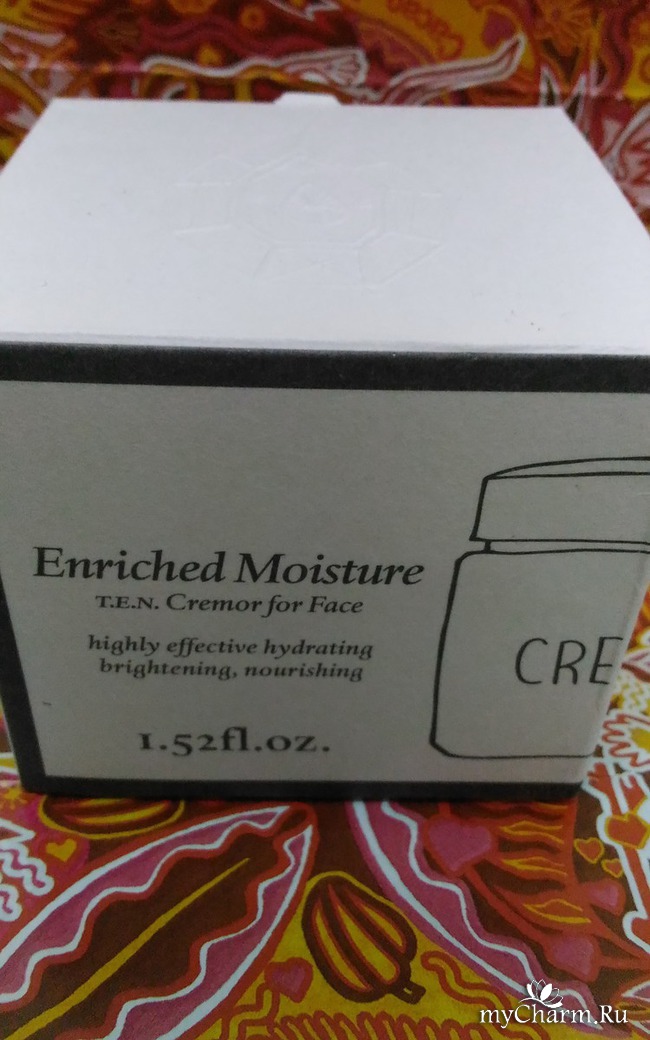 Enriched Moisture
T.E.N. Cremor for Face
highly effective hydrating
brightening, nourishing
1.52fl.oz.
CRE
myCharm.Ru